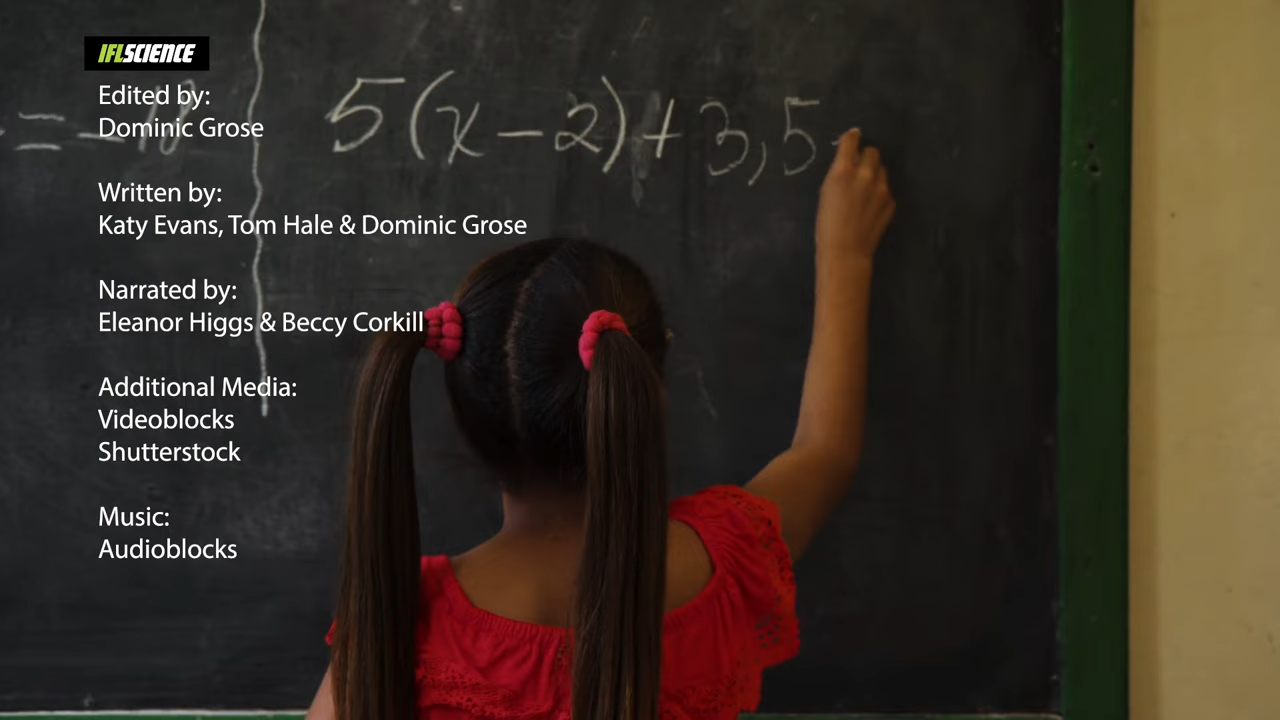 IFLSCIENCE
Edited by:
Dominic Grose
Written by:
Katy Evans, Tom Hale & Dominic Grose
Narrated by:
Eleanor Higgs & Beccy Corkill
Additional Media:
Videoblocks
Shutterstock
Music:
Audioblocks
5(x-2)+3,5